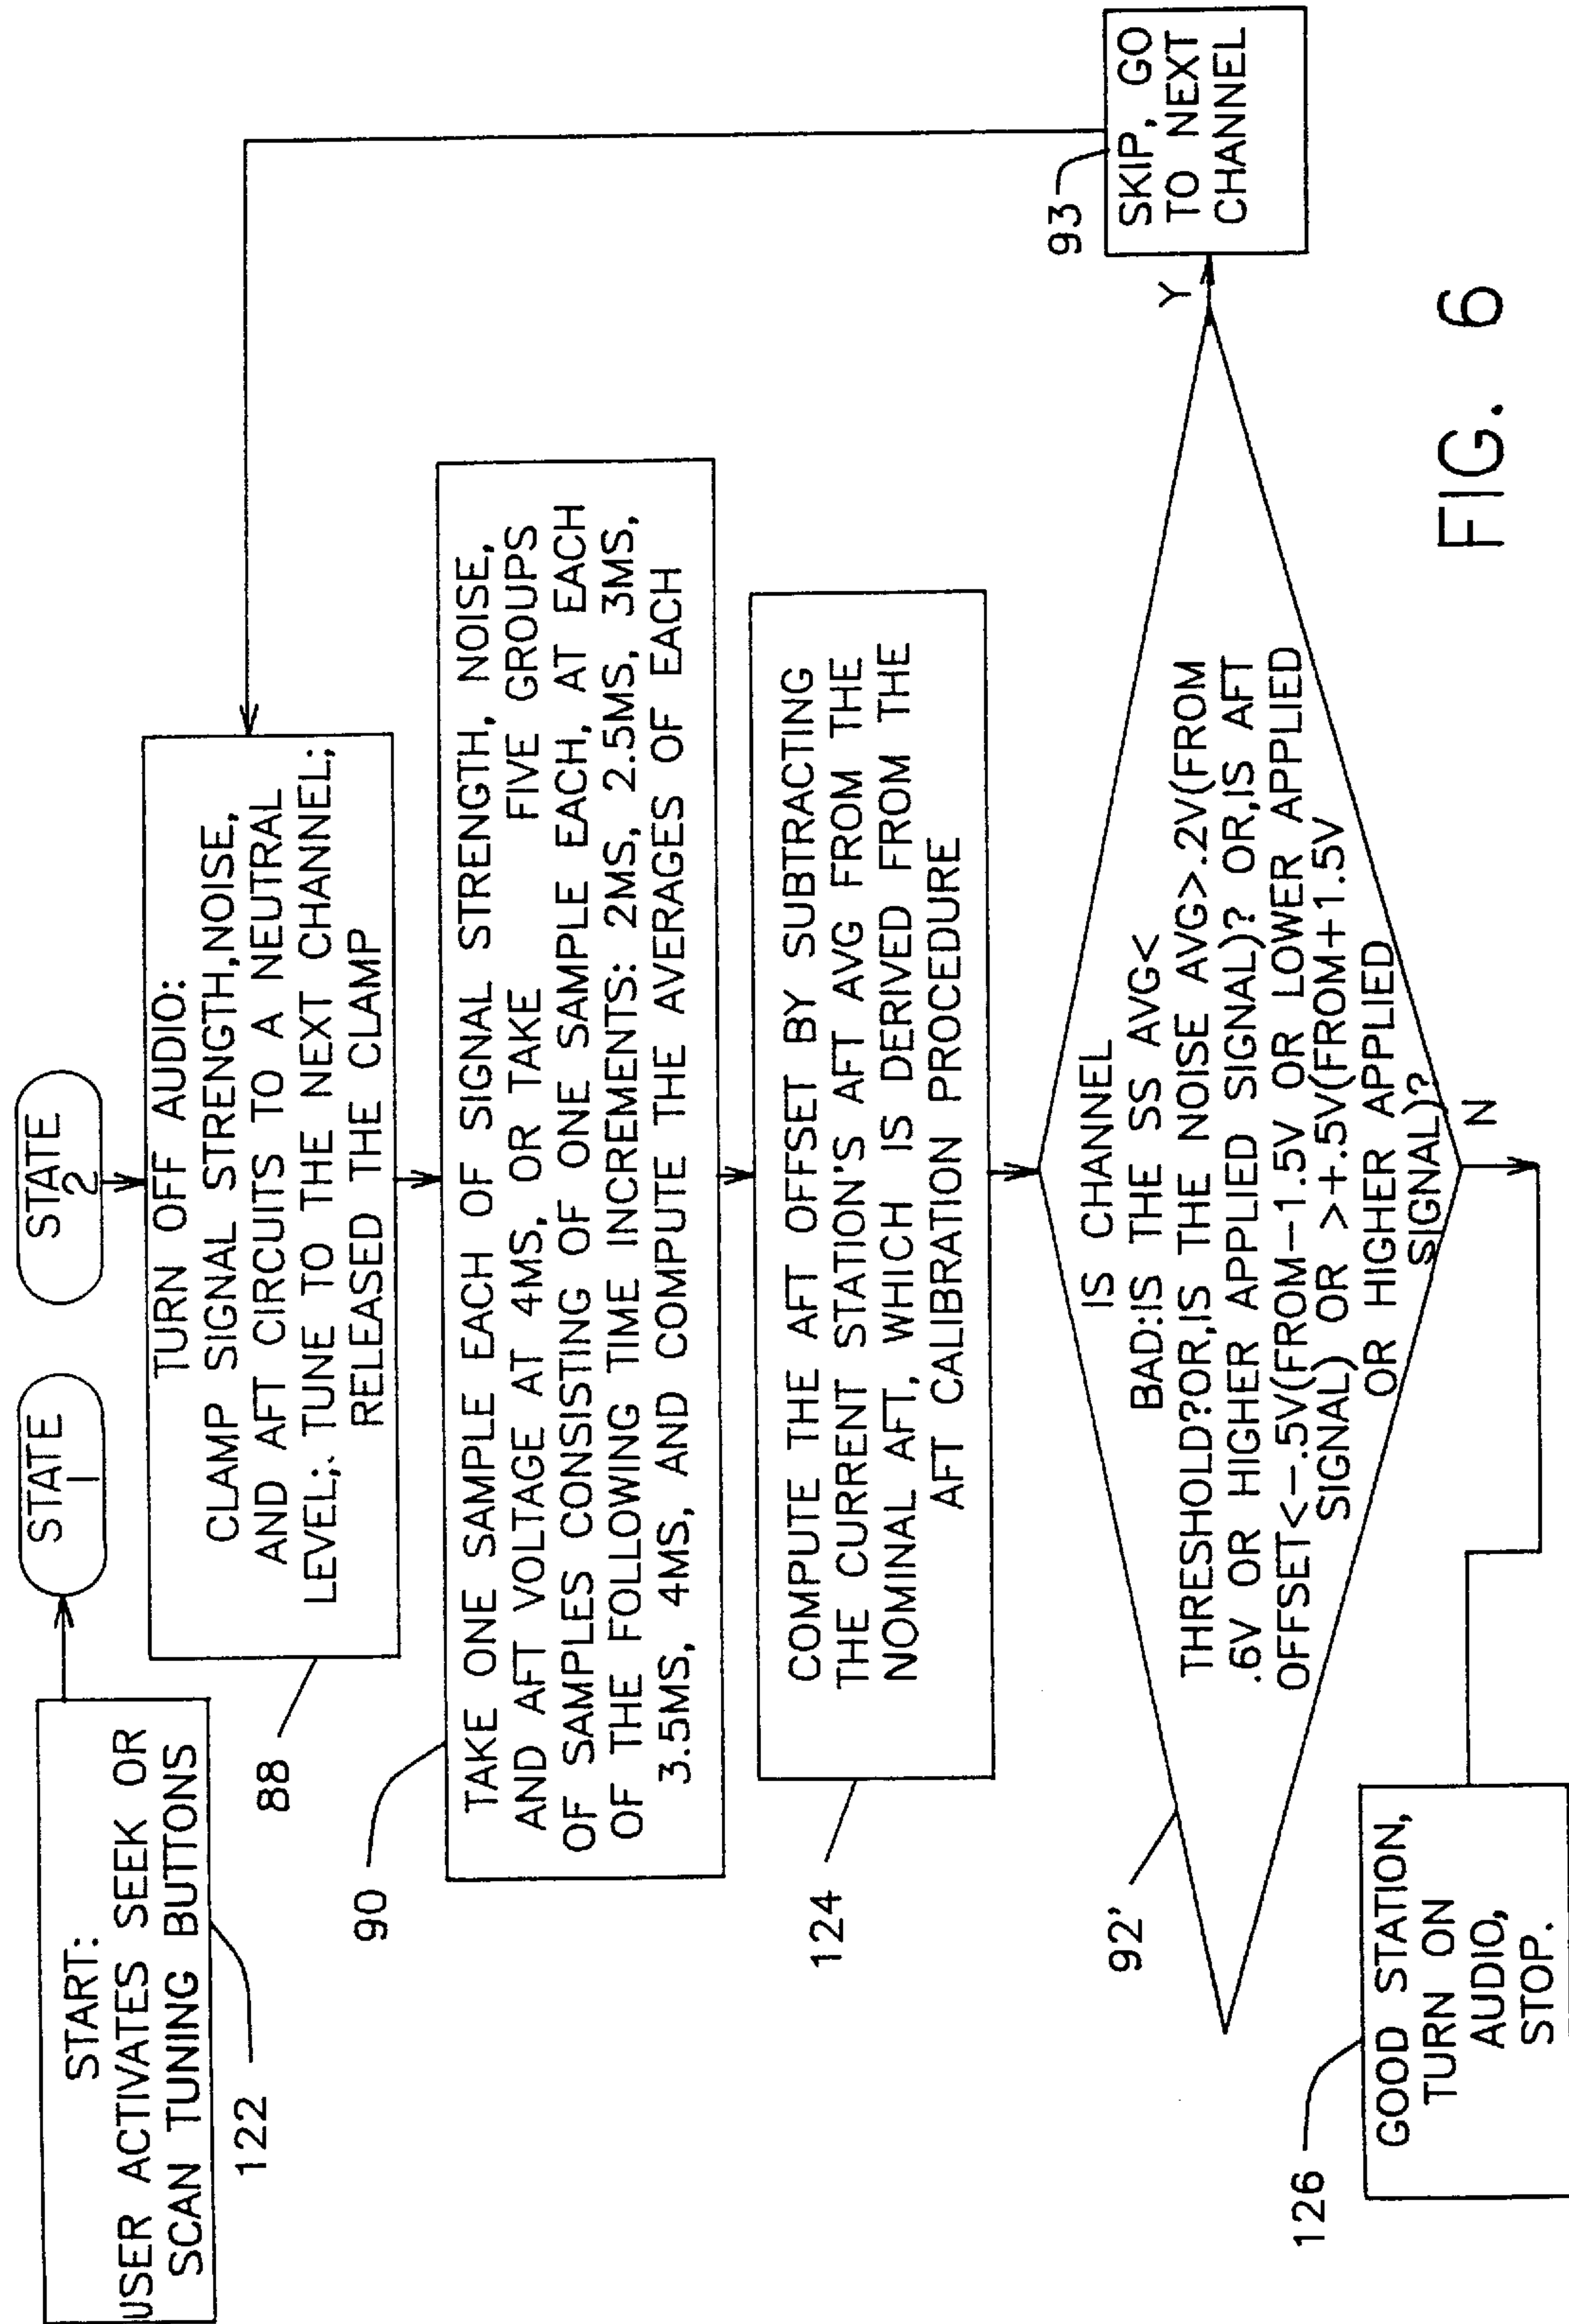 START:
USER ACTIVATES SEEK OR
SCAN TUNING BUTTONS
122
STATE
1
STATE
2
TURN OFF AUDIO:
CLAMP SIGNAL STRENGTH,NOISE,
AND AFT CIRCUITS TO A NEUTRAL
LEVEL; TUNE TO THE NEXT CHANNEL;
RELEASED THE CLAMP
88
TAKE ONE SAMPLE EACH OF SIGNAL STRENGTH, NOISE,
AND AFT VOLTAGE AT 4MS, OR TAKE FIVE GROUPS
OF SAMPLES CONSISTING OF ONE SAMPLE EACH, AT EACH
OF THE FOLLOWING TIME INCREMENTS: 2MS, 2.5MS, 3MS,
3.5MS, 4MS, AND COMPUTE THE AVERAGES OF EACH
90
COMPUTE THE AFT OFFSET BY SUBTRACTING
THE CURRENT STATION'S AFT AVG FROM THE
NOMINAL AFT, WHICH IS DERIVED FROM THE
AFT CALIBRATION PROCEDURE
124
IS CHANNEL
BAD:IS THE SS AVG<
THRESHOLD?OR,IS THE NOISE AVG>.2V(FROM
.6V OR HIGHER APPLIED SIGNAL)? OR,IS AFT
OFFSET<-.5V(FROM-1.5V OR LOWER APPLIED
SIGNAL) OR >+.5V(FROM+1.5V
OR HIGHER APPLIED
SIGNAL)?
92'
Y
N
93
SKIP, GO
TO NEXT
CHANNEL
126
GOOD STATION,
TURN ON
AUDIO,
STOP.
FIG. 6